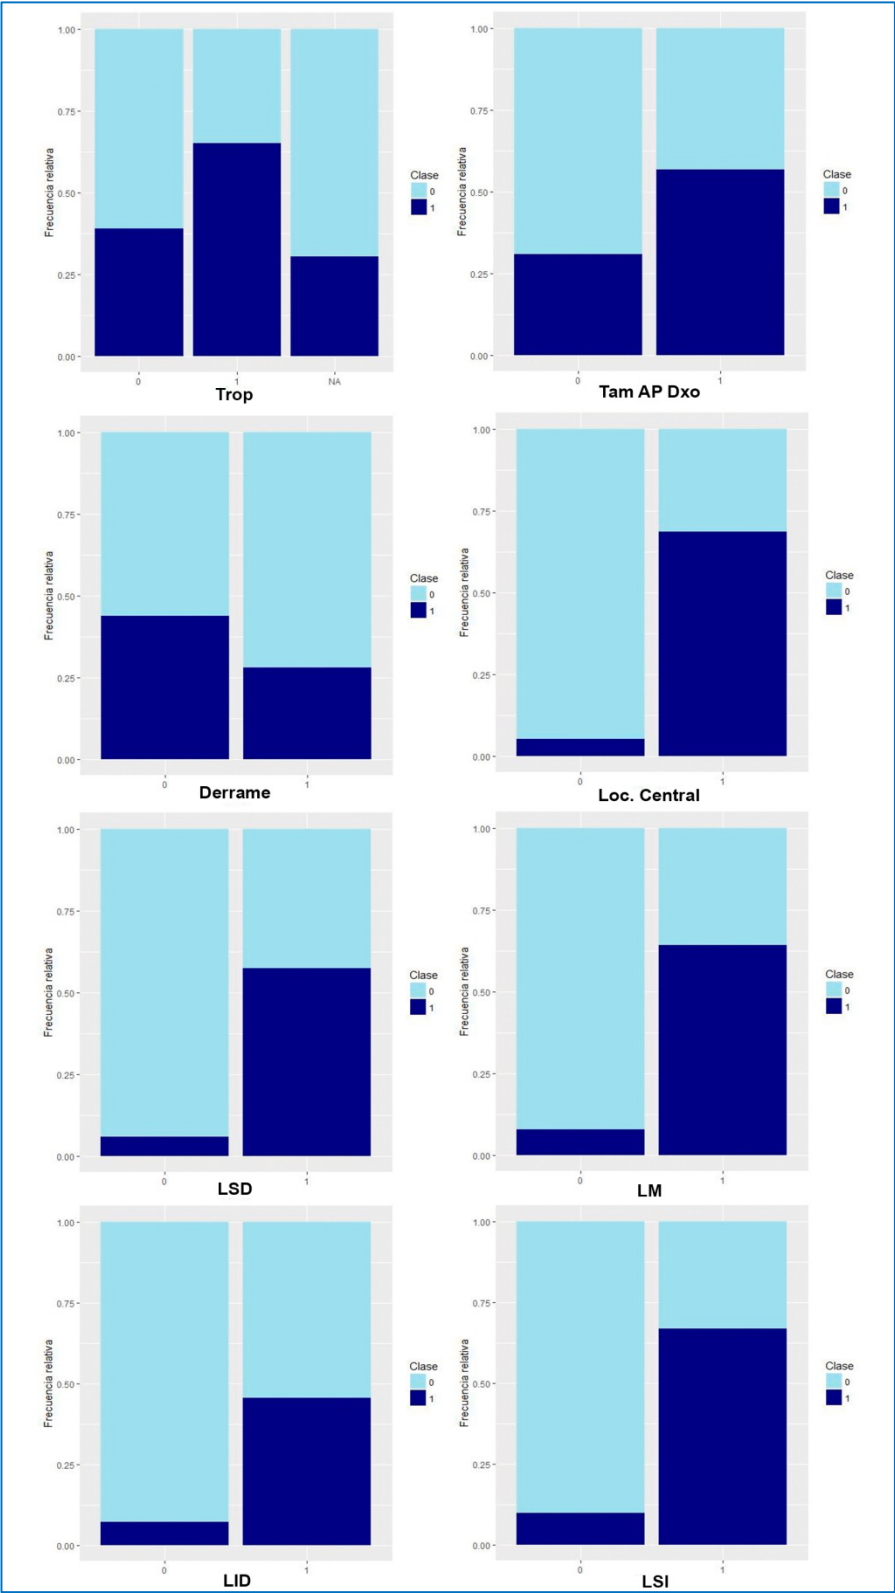 1.00
0.75
0.50
0.25
0.00
Frecuencia relativa
0 1 NA
Trop
Clase
0
1
1.00
0.75
0.50
0.25
0.00
Frecuencia relativa
0 1
Tam AP Dxo
Clase
0
1
1.00
0.75
0.50
0.25
0.00
Frecuencia relativa
0 1
Derrame
Clase
0
1
1.00
0.75
0.50
0.25
0.00
Frecuencia relativa
0 1
Loc. Central
Clase
0
1
1.00
0.75
0.50
0.25
0.00
Frecuencia relativa
0 1
LSD
Clase
0
1
1.00
0.75
0.50
0.25
0.00
Frecuencia relativa
0 1
LM
Clase
0
1
1.00
0.75
0.50
0.25
0.00
Frecuencia relativa
0 1
LID
Clase
0
1
1.00
0.75
0.50
0.25
0.00
Frecuencia relativa
0 1
LSI
Clase
0
1